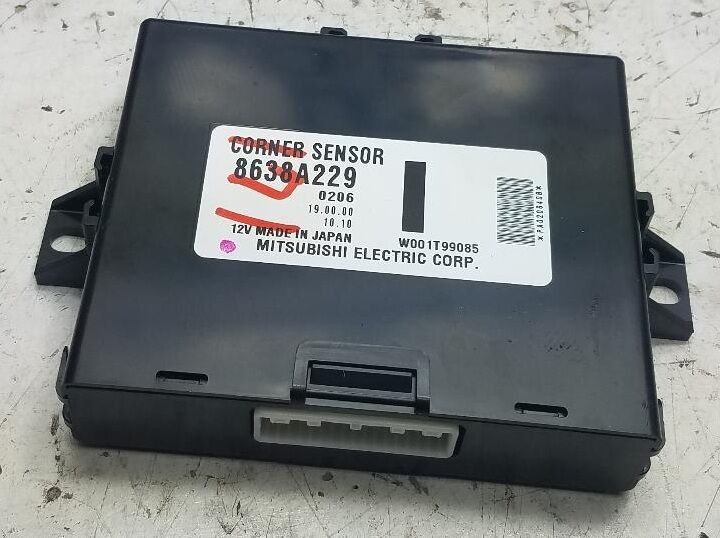 CORNER SENSOR
8638A229
0206
19.00.00
10.10
12V MADE IN JAPAN
W001T99085
MITSUBISHI ELECTRIC CORP.